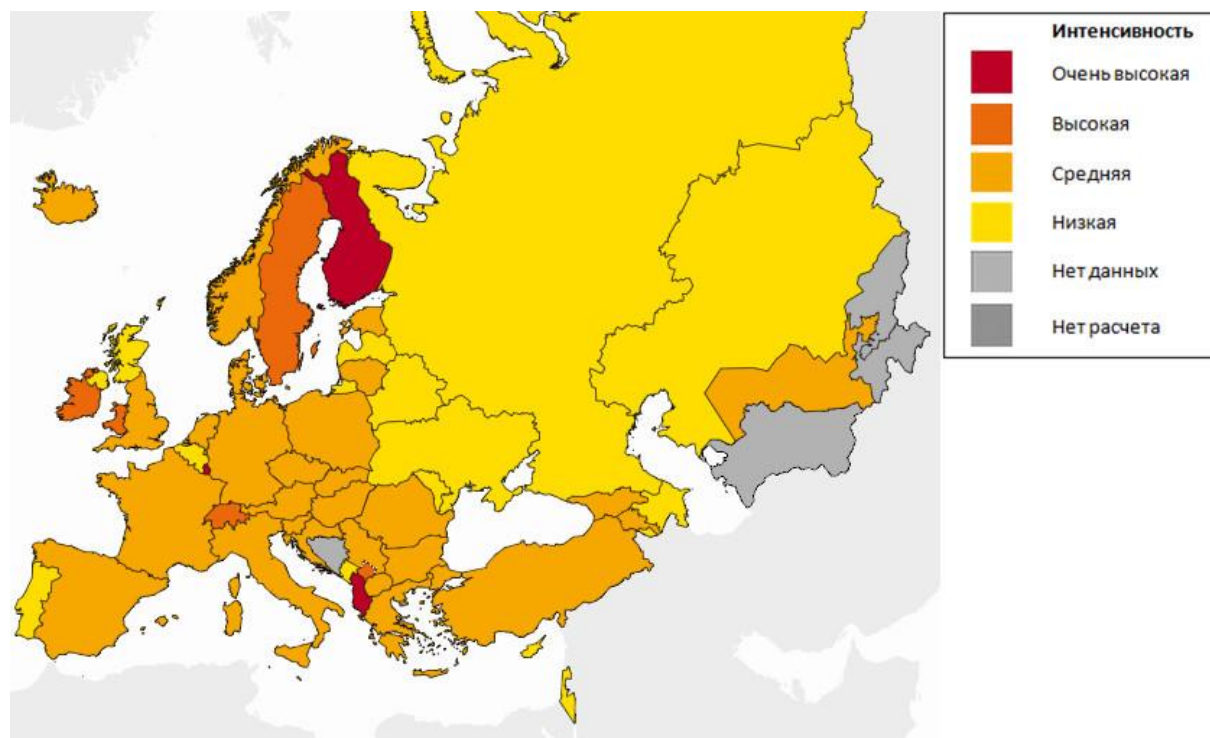 Интенсивность
Очень высокая
Высокая
Средняя
Низкая
Нет данных
Нет расчета